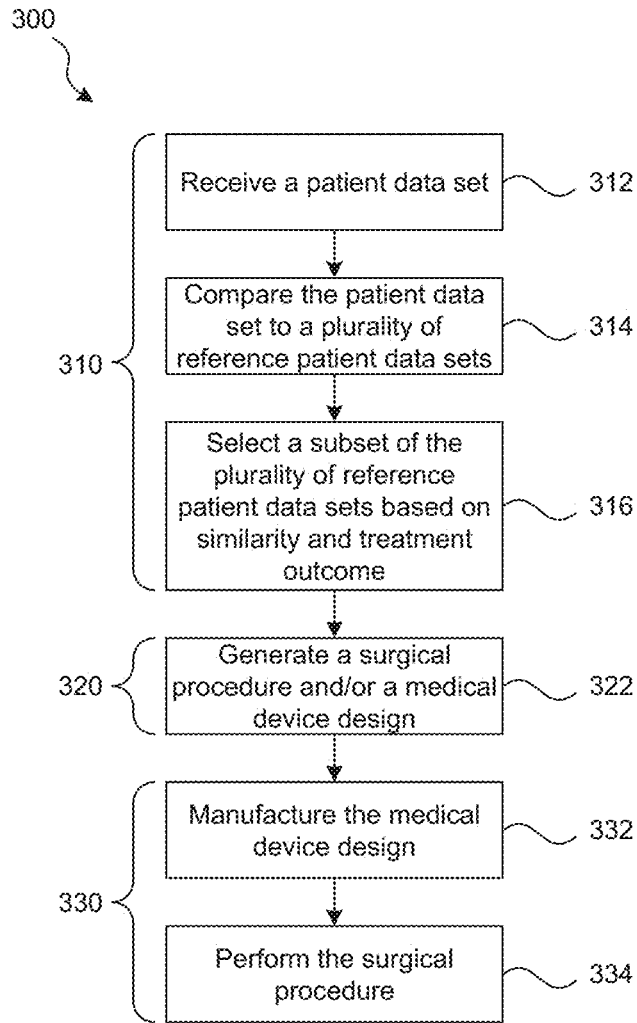 300
Receive a patient data set
312
Compare the patient data
set to a plurality of
reference patient data sets
314
310
Select a subset of the
plurality of reference
patient data sets based on
similarity and treatment
outcome
316
320
Generate a surgical
procedure and/or a medical
device design
322
330
Manufacture the medical
device design
332
Perform the surgical
procedure
334